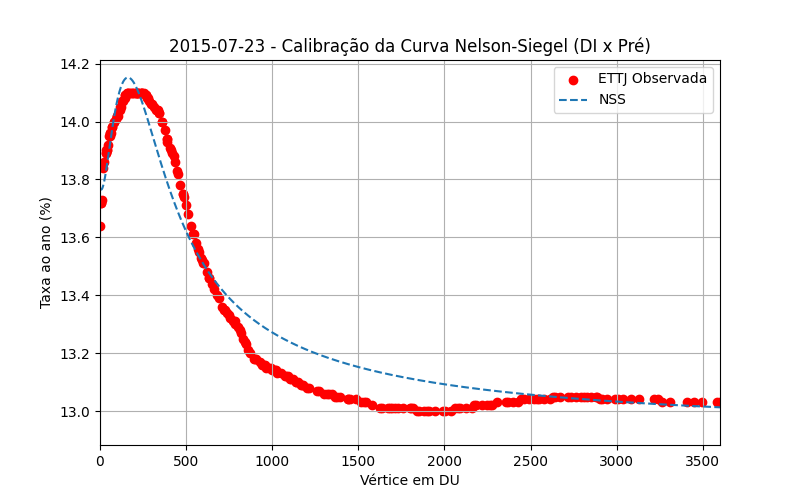 2015-07-23 - Calibração da Curva Nelson-Siegel (DI x Pré)
ETTJ Observada
NSS
Taxa ao ano (%)
14.2
14.0
13.8
13.6
13.4
13.2
13.0
0 500 1000 1500 2000 2500 3000 3500
Vértice em DU